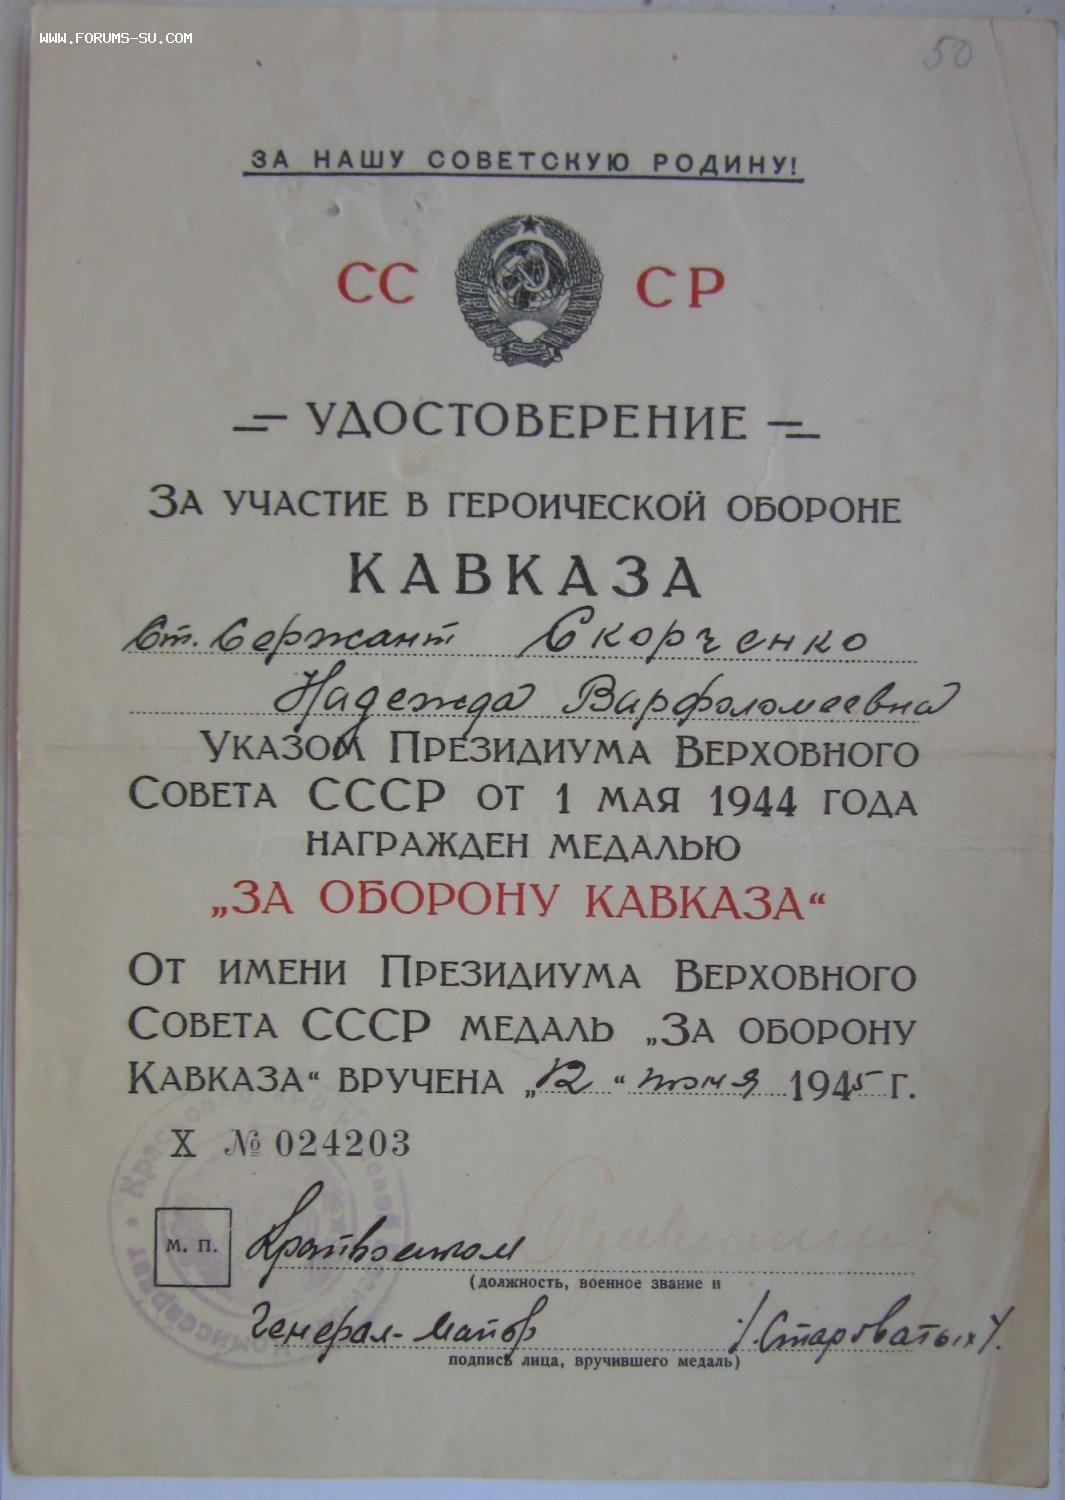 WWW.FORUMS-SU.COM
50
ЗА НАШУ СОВЕТСКУЮ РОДИНУ!
СС СР
УДОСТОВЕРЕНИЕ
ЗА УЧАСТИЕ В ГЕРОИЧЕСКОЙ ОБОРОНЕ
КАВКАЗА
Ст. Сержант Скорченко
Надежда Варфоломеевна
УКАЗОМ ПРЕЗИДИУМА ВЕРХОВНОГО
СОВЕТА СССР ОТ 1 МАЯ 1944 ГОДА
НАГРАЖДЕН МЕДАЛЬЮ
„ЗА ОБОРОНУ КАВКАЗА“
ОТ ИМЕНИ ПРЕЗИДИУМА ВЕРХОВНОГО
СОВЕТА СССР МЕДАЛЬ „ЗА ОБОРОНУ
КАВКАЗА“ ВРУЧЕНА „12“ июня 1945 Г.
X № 024203
М. П. Крайвоенком
(должность, военное звание и
Генерал-Майор /.Староватых/.
подпись лица, вручившего медаль)